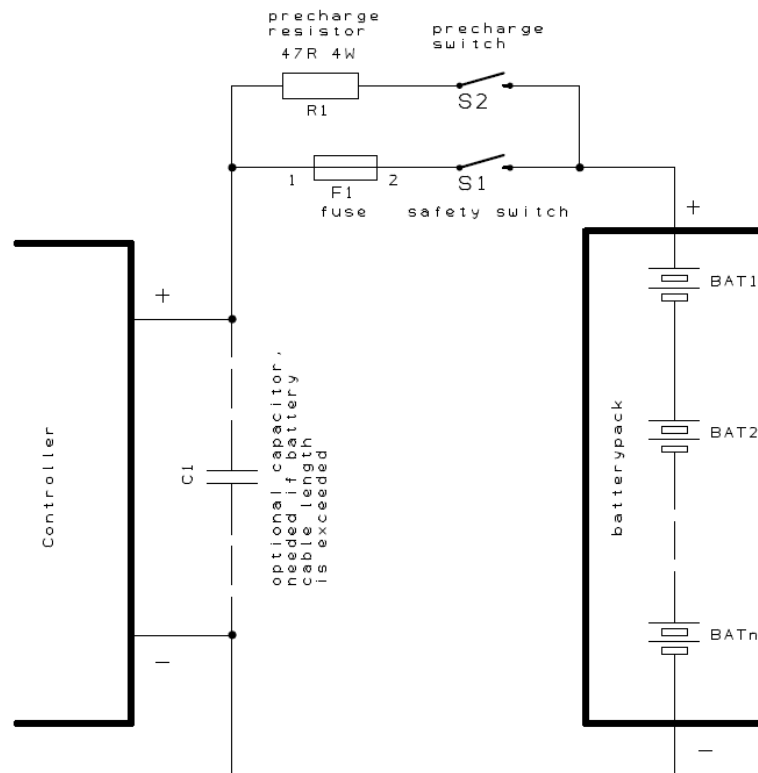 precharge
resistor
47R 4W
R1
precharge
switch
S2
1
F1
2
fuse
S1
safety switch
+
+
-
-
Controller
C1
optional capacitor,
needed if battery
cable length
is exceeded
batterypack
BAT1
BAT2
BATn